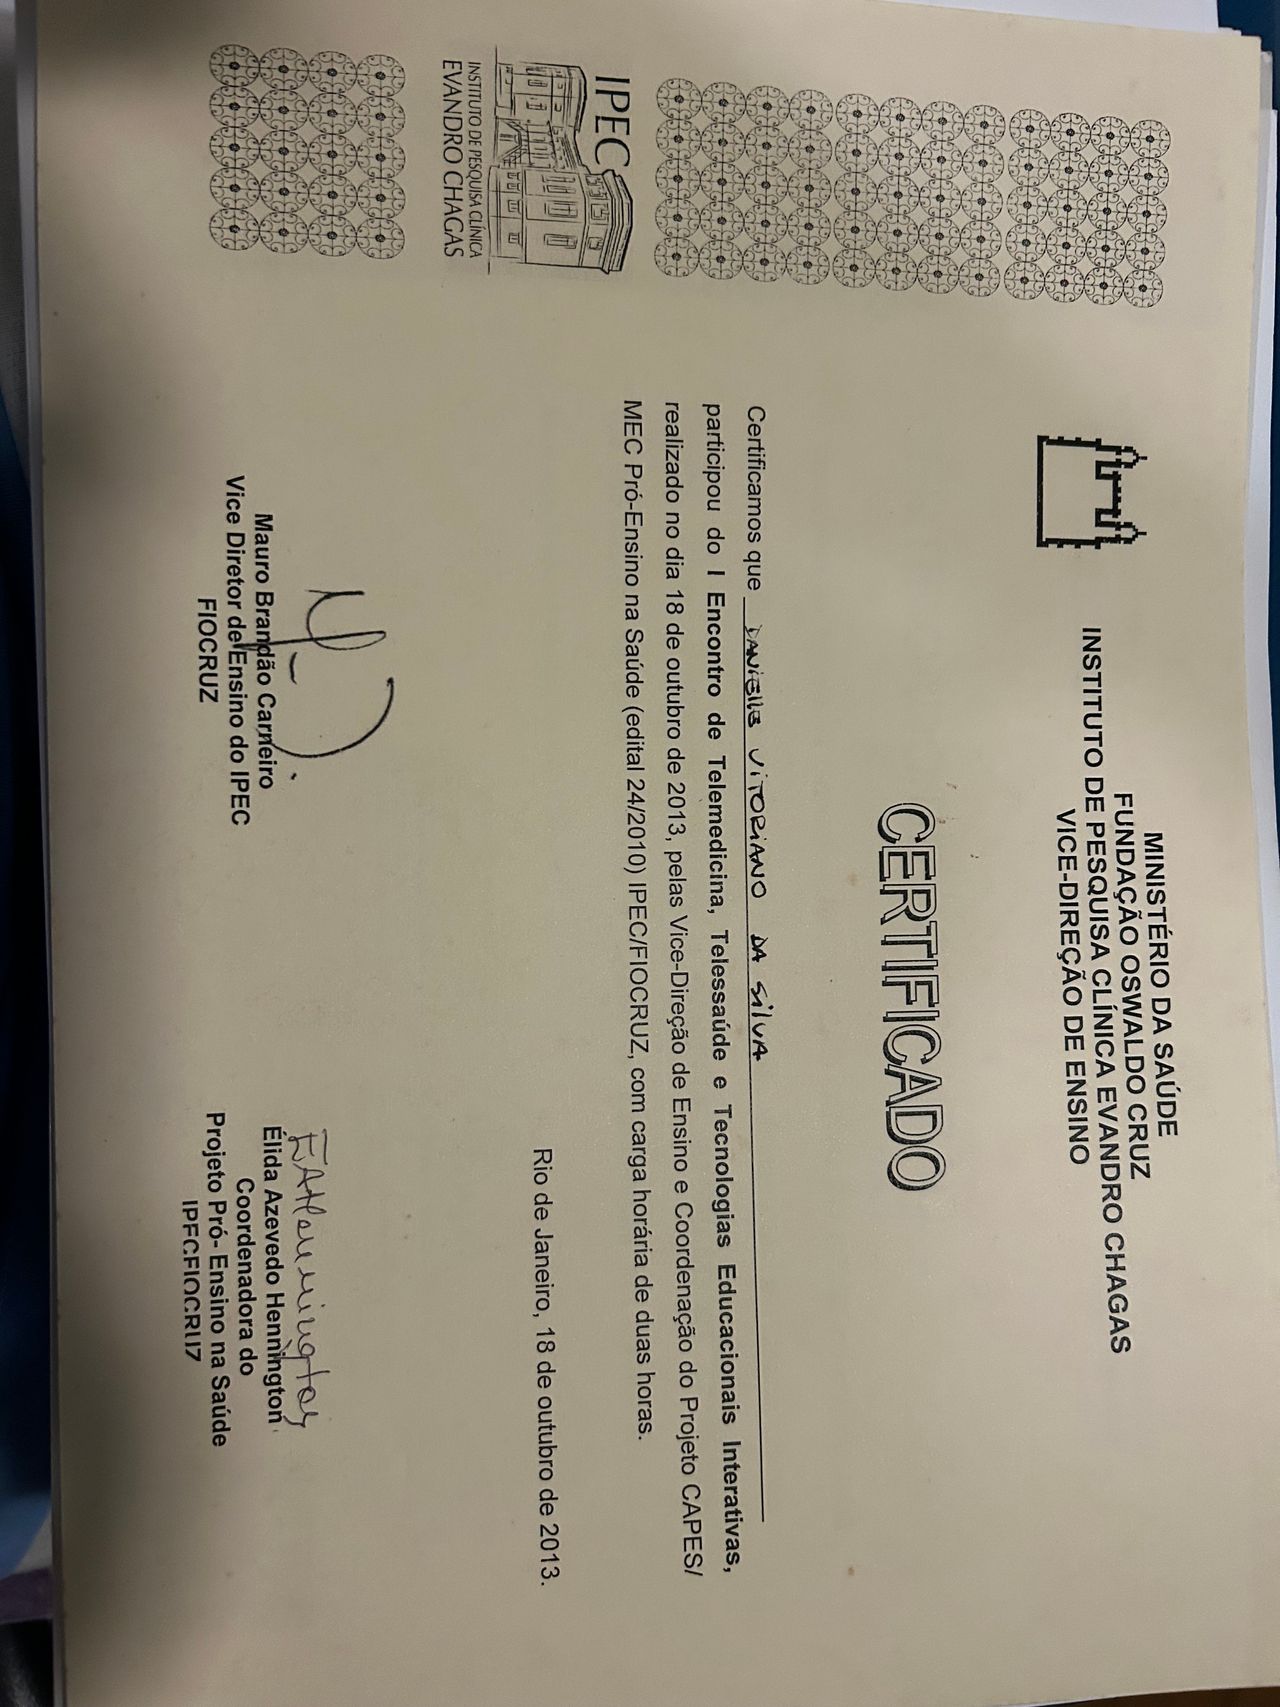 MINISTÉRIO DA SAÚDE
FUNDAÇÃO OSWALDO CRUZ
INSTITUTO DE PESQUISA CLÍNICA EVANDRO CHAGAS
VICE-DIREÇÃO DE ENSINO
CERTIFICADO
IPEC
INSTITUTO DE PESQUISA CLÍNICA
EVANDRO CHAGAS
Certificamos que DANIELLE VITORIANO DA SILVA
participou do I Encontro de Telemedicina, Telessaúde e Tecnologias Educacionais Interativas,
realizado no dia 18 de outubro de 2013, pelas Vice-Direção de Ensino e Coordenação do Projeto CAPES/
MEC Pró-Ensino na Saúde (edital 24/2010) IPEC/FIOCRUZ, com carga horária de duas horas.
Rio de Janeiro, 18 de outubro de 2013.
Mauro Brandão Carneiro
Vice Diretor de Ensino do IPEC
FIOCRUZ
EAHennington
Élida Azevedo Hennington
Coordenadora do
Projeto Pró- Ensino na Saúde
IPECFIOCRUZ